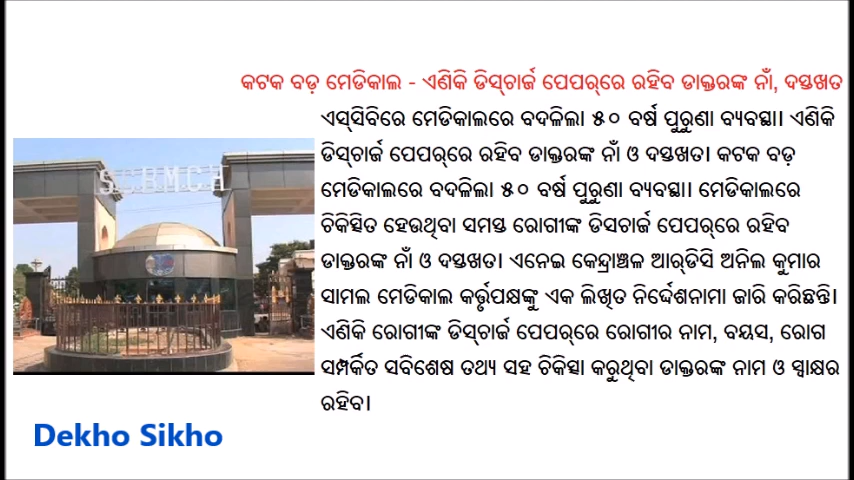 କଟକ ବଡ଼ ମେଡିକାଲ - ଏଣିକି ଡିସ୍‌ଚାର୍ଜ ପେପର୍‌ରେ ରହିବ ଡାକ୍ତରଙ୍କ ନାଁ, ଦସ୍ତଖତ
ଏସ୍‌ସିବିରେ ମେଡିକାଲରେ ବଦଳିଲା ୫୦ ବର୍ଷ ପୁରୁଣା ବ୍ୟବସ୍ଥା। ଏଣିକି
ଡିସ୍‌ଚାର୍ଜ ପେପର୍‌ରେ ରହିବ ଡାକ୍ତରଙ୍କ ନାଁ ଓ ଦସ୍ତଖତ। କଟକ ବଡ଼
ମେଡିକାଲରେ ବଦଳିଲା ୫୦ ବର୍ଷ ପୁରୁଣା ବ୍ୟବସ୍ଥା। ମେଡିକାଲରେ
ଚିକିତ୍ସିତ ହେଉଥିବା ସମସ୍ତ ରୋଗୀଙ୍କ ଡିସଚାର୍ଜ ପେପର୍‌ରେ ରହିବ
ଡାକ୍ତରଙ୍କ ନାଁ ଓ ଦସ୍ତଖତ। ଏନେଇ କେନ୍ଦ୍ରାଞ୍ଚଳ ଆର୍‌ଡିସି ଅନିଲ କୁମାର
ସାମଲ ମେଡିକାଲ କର୍ତ୍ତୃପକ୍ଷଙ୍କୁ ଏକ ଲିଖିତ ନିର୍ଦ୍ଦେଶନାମା ଜାରି କରିଛନ୍ତି।
ଏଣିକି ରୋଗୀଙ୍କ ଡିସ୍‌ଚାର୍ଜ ପେପର୍‌ରେ ରୋଗୀର ନାମ, ବୟସ, ରୋଗ
ସମ୍ପର୍କିତ ସବିଶେଷ ତଥ୍ୟ ସହ ଚିକିତ୍ସା କରୁଥିବା ଡାକ୍ତରଙ୍କ ନାମ ଓ ସ୍ୱାକ୍ଷର
ରହିବ।
Dekho Sikho